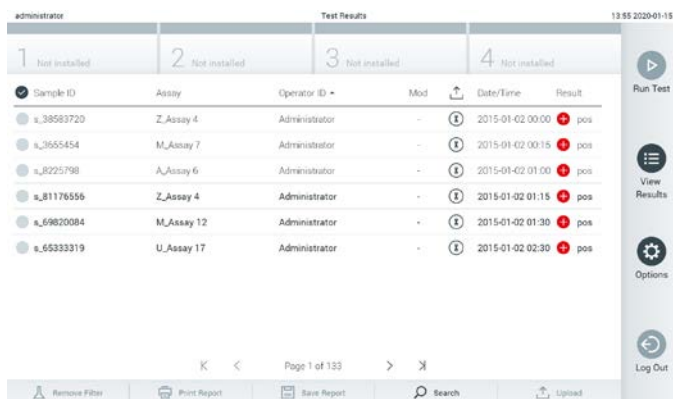 administrator Test Results 13:55 2020-01-15
1 Not installed 2 Not installed 3 Not installed 4 Not installed
Run Test
Sample ID Assay Operator ID Mod Date/Time Result
s_38583720 Z_Assay 4 Administrator - 2015-01-02 00:00 pos
s_3655454 M_Assay 7 Administrator - 2015-01-02 00:15 pos
s_8225798 A_Assay 6 Administrator - 2015-01-02 01:00 pos
View Results
s_81176556 Z_Assay 4 Administrator - 2015-01-02 01:15 pos
s_69820084 M_Assay 12 Administrator - 2015-01-02 01:30 pos
s_65333319 U_Assay 17 Administrator - 2015-01-02 02:30 pos
Options
Page 1 of 133
Log Out
Remove Filter Print Report Save Report Search Upload